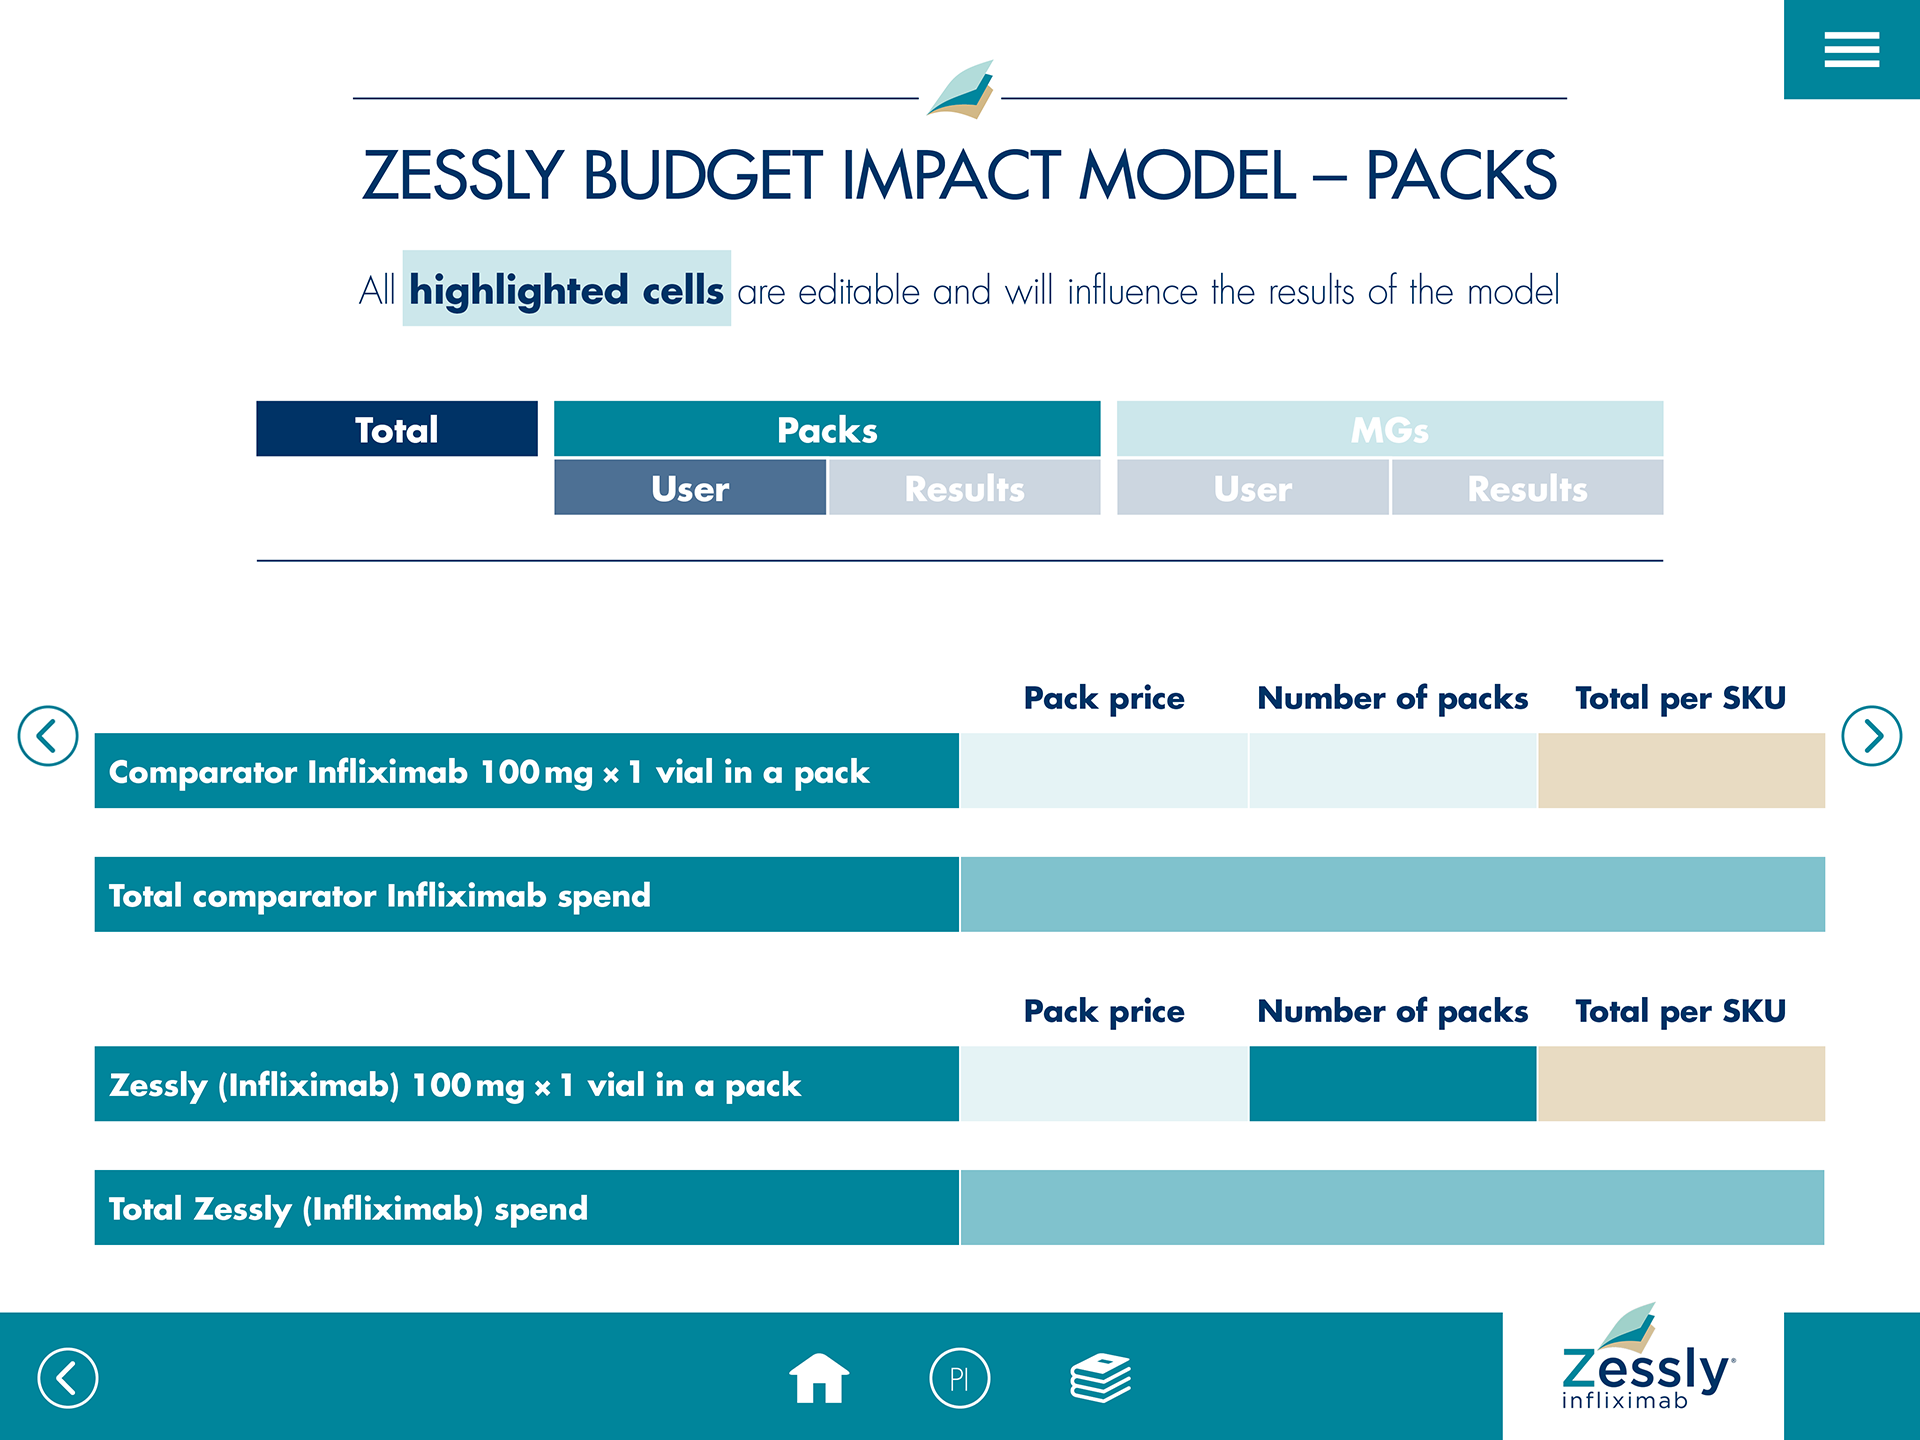 ZESSLY BUDGET IMPACT MODEL – PACKS
All highlighted cells are editable and will influence the results of the model
Total Packs MGs
User Results User Results
Pack price Number of packs Total per SKU
Comparator Infliximab 100 mg × 1 vial in a pack
Total comparator Infliximab spend
Pack price Number of packs Total per SKU
Zessly (Infliximab) 100 mg × 1 vial in a pack
Total Zessly (Infliximab) spend
PI
Zessly®
infliximab